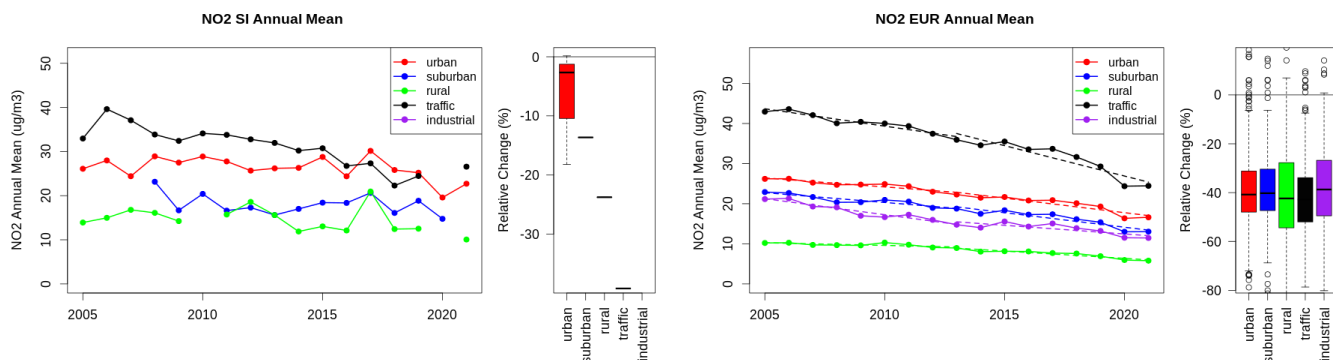 NO2 SI Annual Mean
NO2 Annual Mean (ug/m3)
50
40
30
20
10
0
2005
2010
2015
2020
urban
suburban
rural
traffic
industrial
Relative Change (%)
0
-10
-20
-30
urban
suburban
rural
traffic
industrial
NO2 EUR Annual Mean
NO2 Annual Mean (ug/m3)
50
40
30
20
10
0
2005
2010
2015
2020
urban
suburban
rural
traffic
industrial
Relative Change (%)
0
-20
-40
-60
-80
urban
suburban
rural
traffic
industrial